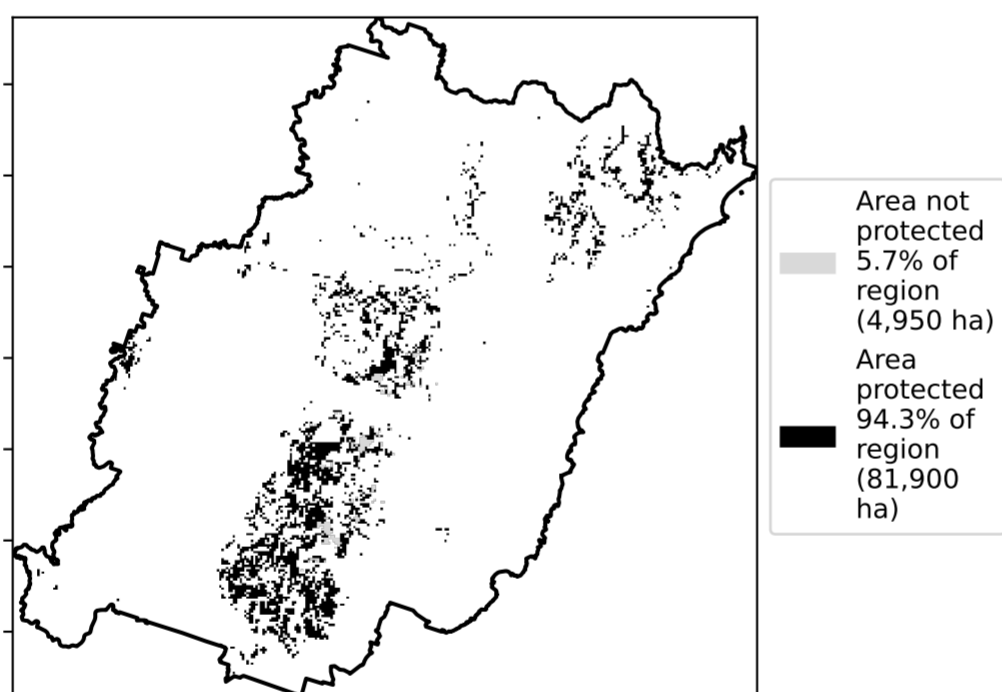 Area not
protected
5.7% of
region
(4,950 ha)
Area
protected
94.3% of
region
(81,900
ha)